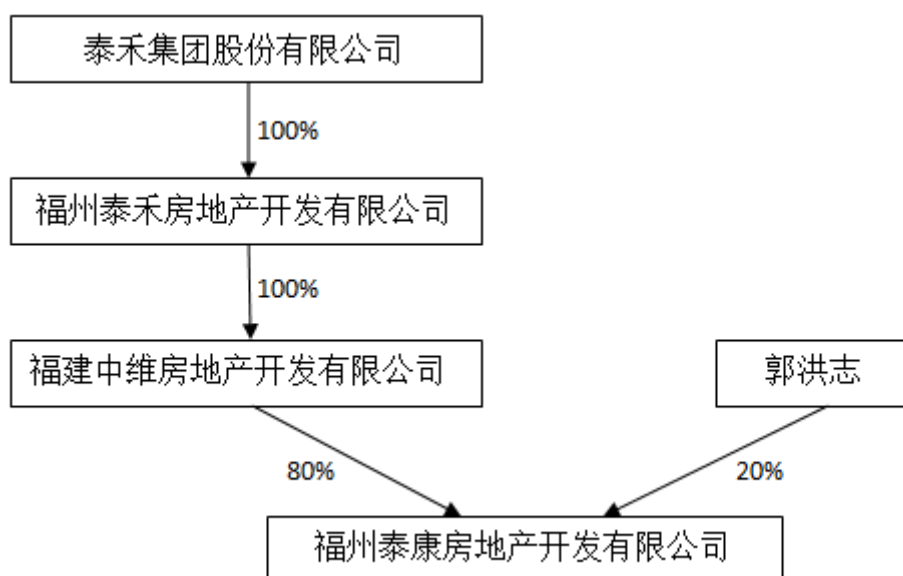 泰禾集团股份有限公司
100%
福州泰禾房地产开发有限公司
100%
福建中维房地产开发有限公司
郭洪志
80%
20%
福州泰康房地产开发有限公司